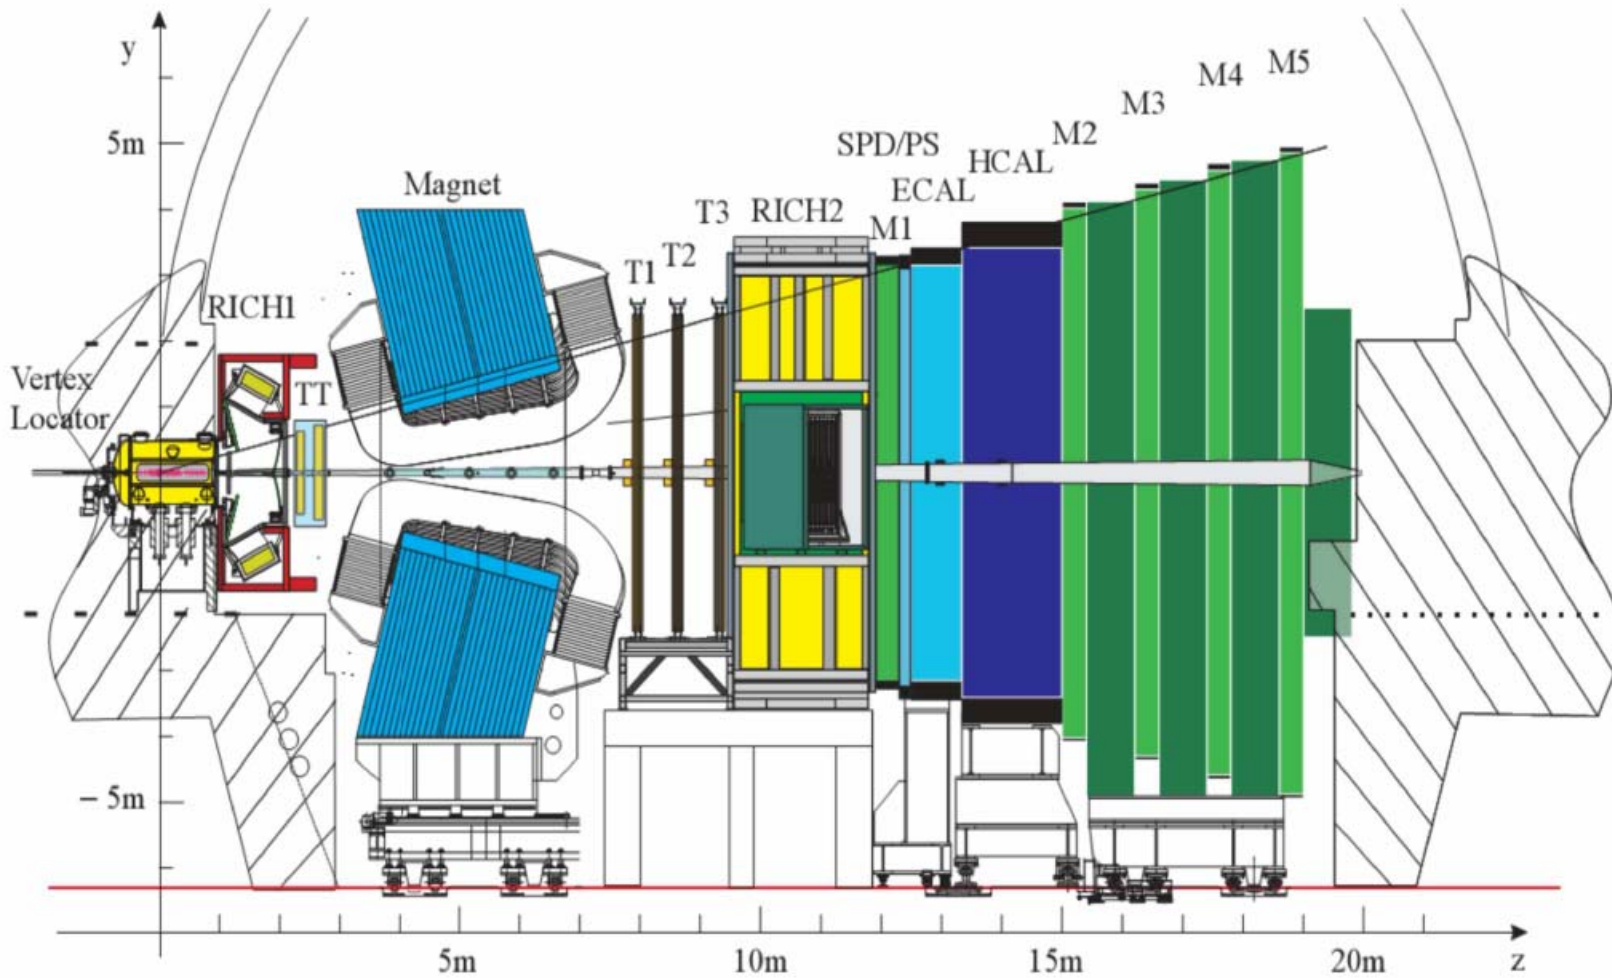 y
5m
Magnet
RICH1
Vertex
Locator
TT
T1
T2
T3
RICH2
M1
SPD/PS
ECAL
HCAL
M2
M3
M4
M5
– 5m
5m
10m
15m
20m
z